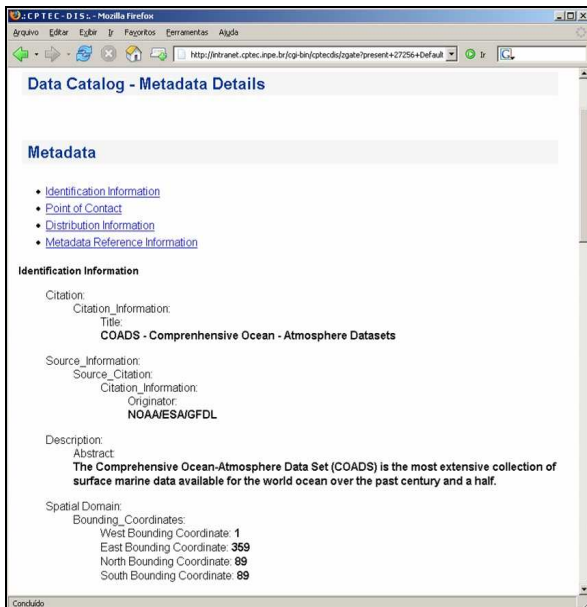 .: C P T E C - D I S :. - Mozilla Firefox
Arquivo Editar Exibir Ir Favoritos Ferramentas Ajuda
http://intranet.cptec.inpe.br/cgi-bin/cptecdis/zgate?present+27256+Default Ir
Data Catalog - Metadata Details
Metadata
Identification Information
Point of Contact
Distribution Information
Metadata Reference Information
Identification Information
Citation:
Citation_Information:
Title:
COADS - Comprenhensive Ocean - Atmosphere Datasets
Source_Information:
Source_Citation:
Citation_Information:
Originator:
NOAA/ESA/GFDL
Description:
Abstract:
The Comprehensive Ocean-Atmosphere Data Set (COADS) is the most extensive collection of
surface marine data available for the world ocean over the past century and a half.
Spatial Domain:
Bounding_Coordinates:
West Bounding Coordinate: 1
East Bounding Coordinate: 359
North Bounding Coordinate: 89
South Bounding Coordinate: 89
Concluído